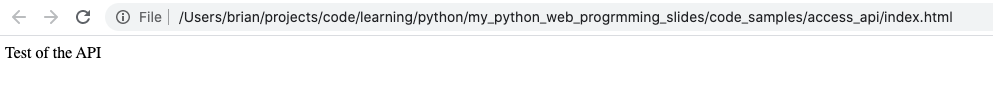 File /Users/brian/projects/code/learning/python/my_python_web_progrmming_slides/code_samples/access_api/index.html
Test of the API